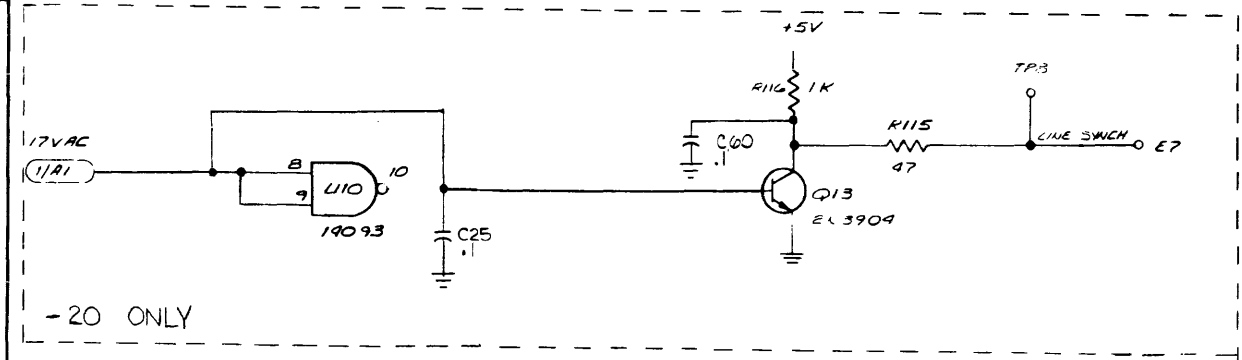 +5V
R116 1K
TP3
17VAC
1/A1
8
9
U10
10
14093
C25
.1
C60
.1
R115
47
LINE SYNCH
E7
Q13
3904
-20 ONLY